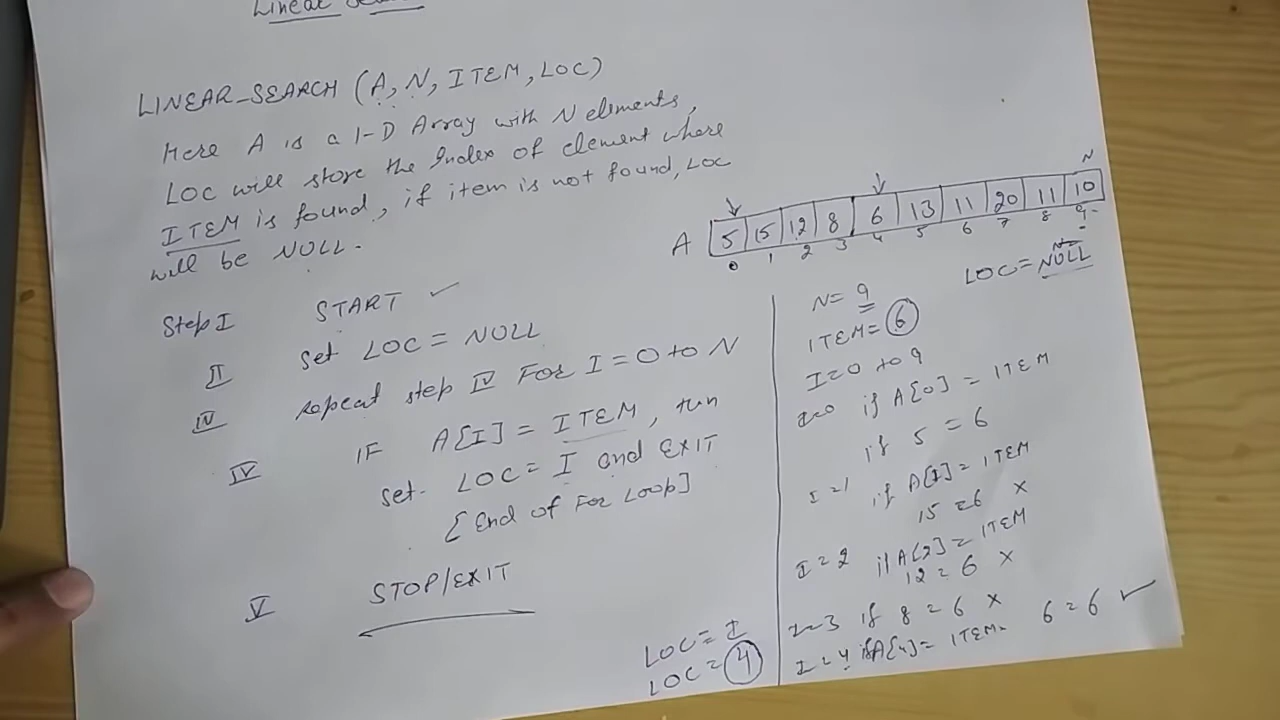 Linear Sea
LINEAR_SEARCH (A, N, ITEM, LOC)
Here A is a 1-D Array with N elements,
LOC will store the Index of element where
ITEM is found, if item is not found, LOC
will be NULL.
Step I START ✓
II Set LOC = NULL
IV Repeat step IV FOR I = 0 to N
IV IF A[I] = ITEM, then
Set LOC = I and EXIT
[End of For Loop]
V STOP/EXIT
N
A 5 15 12 8 6 13 11 20 11 10
0 1 2 3 4 5 6 7 8 9
LOC = NULL
N = 9
ITEM = 6
I = 0 to 9
I=0 if A[0] = ITEM
if 5 = 6
I=1 if A[1] = ITEM
15 = 6 x
I = 2 if A[2] = ITEM
12 = 6 x
I=3 if 8 = 6 x
I = 4 if A[4] = ITEM 6 = 6 ✓
LOC = I
LOC = 4